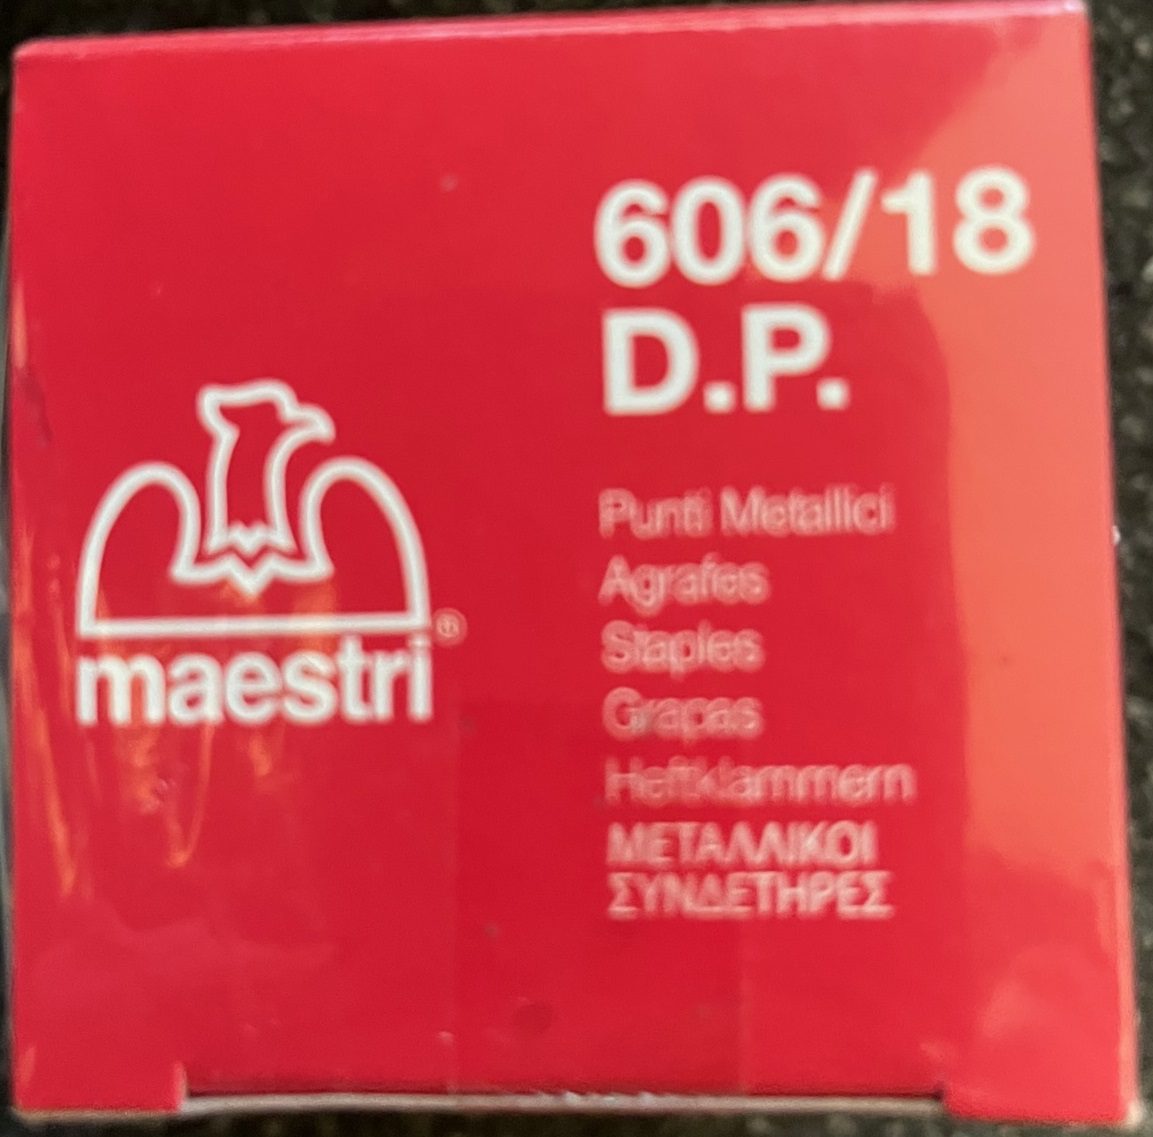 606/18
D.P.
maestri®
Punti Metallici
Agrafes
Staples
Grapas
Heftklammern
ΜΕΤΑΛΛΙΚΟΙ
ΣΥΝΔΕΤΗΡΕΣ